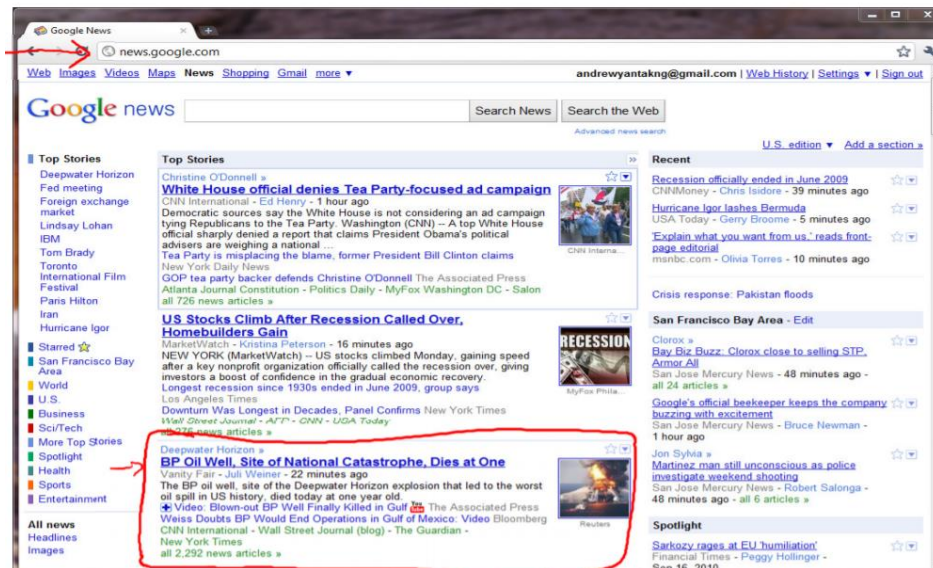 Google News
news.google.com
Web Images Videos Maps News Shopping Gmail more ▼
andrewyantakng@gmail.com | Web History | Settings ▼ | Sign out
Google news
Search News
Search the Web
Advanced news search
U.S. edition ▼ Add a section »
Top Stories
Deepwater Horizon
Fed meeting
Foreign exchange
market
Lindsay Lohan
IBM
Tom Brady
Toronto
International Film
Festival
Paris Hilton
Iran
Hurricane Igor
Starred
San Francisco Bay
Area
World
U.S.
Business
Sci/Tech
More Top Stories
Spotlight
Health
Sports
Entertainment
All news
Headlines
Images
Top Stories »
Christine O'Donnell »
White House official denies Tea Party-focused ad campaign
CNN International - Ed Henry - 1 hour ago
Democratic sources say the White House is not considering an ad campaign
tying Republicans to the Tea Party. Washington (CNN) -- A top White House
official sharply denied a report that claims President Obama's political
advisers are weighing a national ...
Tea Party is misplacing the blame, former President Bill Clinton claims
New York Daily News
GOP tea party backer defends Christine O'Donnell The Associated Press
Atlanta Journal Constitution - Politics Daily - MyFox Washington DC - Salon
all 726 news articles »
CNN Interna...
US Stocks Climb After Recession Called Over,
Homebuilders Gain
MarketWatch - Kristina Peterson - 16 minutes ago
NEW YORK (MarketWatch) -- US stocks climbed Monday, gaining speed
after a key nonprofit organization officially called the recession over, giving
investors a boost of confidence in the gradual economic recovery.
Longest recession since 1930s ended in June 2009, group says
Los Angeles Times
Downturn Was Longest in Decades, Panel Confirms New York Times
Wall Street Journal - AFP - CNN - USA Today
all 276 news articles »
RECESSION
MyFox Phila...
Deepwater Horizon »
BP Oil Well, Site of National Catastrophe, Dies at One
Vanity Fair - Juli Weiner - 22 minutes ago
The BP oil well, site of the Deepwater Horizon explosion that led to the worst
oil spill in US history, died today at one year old.
Video: Blown-out BP Well Finally Killed in Gulf You Tube The Associated Press
Weiss Doubts BP Would End Operations in Gulf of Mexico: Video Bloomberg
CNN International - Wall Street Journal (blog) - The Guardian -
New York Times
all 2,292 news articles »
Reuters
Recent
Recession officially ended in June 2009
CNNMoney - Chris Isidore - 39 minutes ago
Hurricane Igor lashes Bermuda
USA Today - Gerry Broome - 5 minutes ago
'Explain what you want from us,' reads front-
page editorial
msnbc.com - Olivia Torres - 10 minutes ago
Crisis response: Pakistan floods
San Francisco Bay Area - Edit
Clorox »
Bay Biz Buzz: Clorox close to selling STP,
Armor All
San Jose Mercury News - 48 minutes ago -
all 24 articles »
Google's official beekeeper keeps the company
buzzing with excitement
San Jose Mercury News - Bruce Newman -
1 hour ago
Jon Sylvia »
Martinez man still unconscious as police
investigate weekend shooting
San Jose Mercury News - Robert Salonga -
48 minutes ago - all 6 articles »
Spotlight
Sarkozy rages at EU 'humiliation'
Financial Times - Peggy Hollinger -
Sep 16, 2010